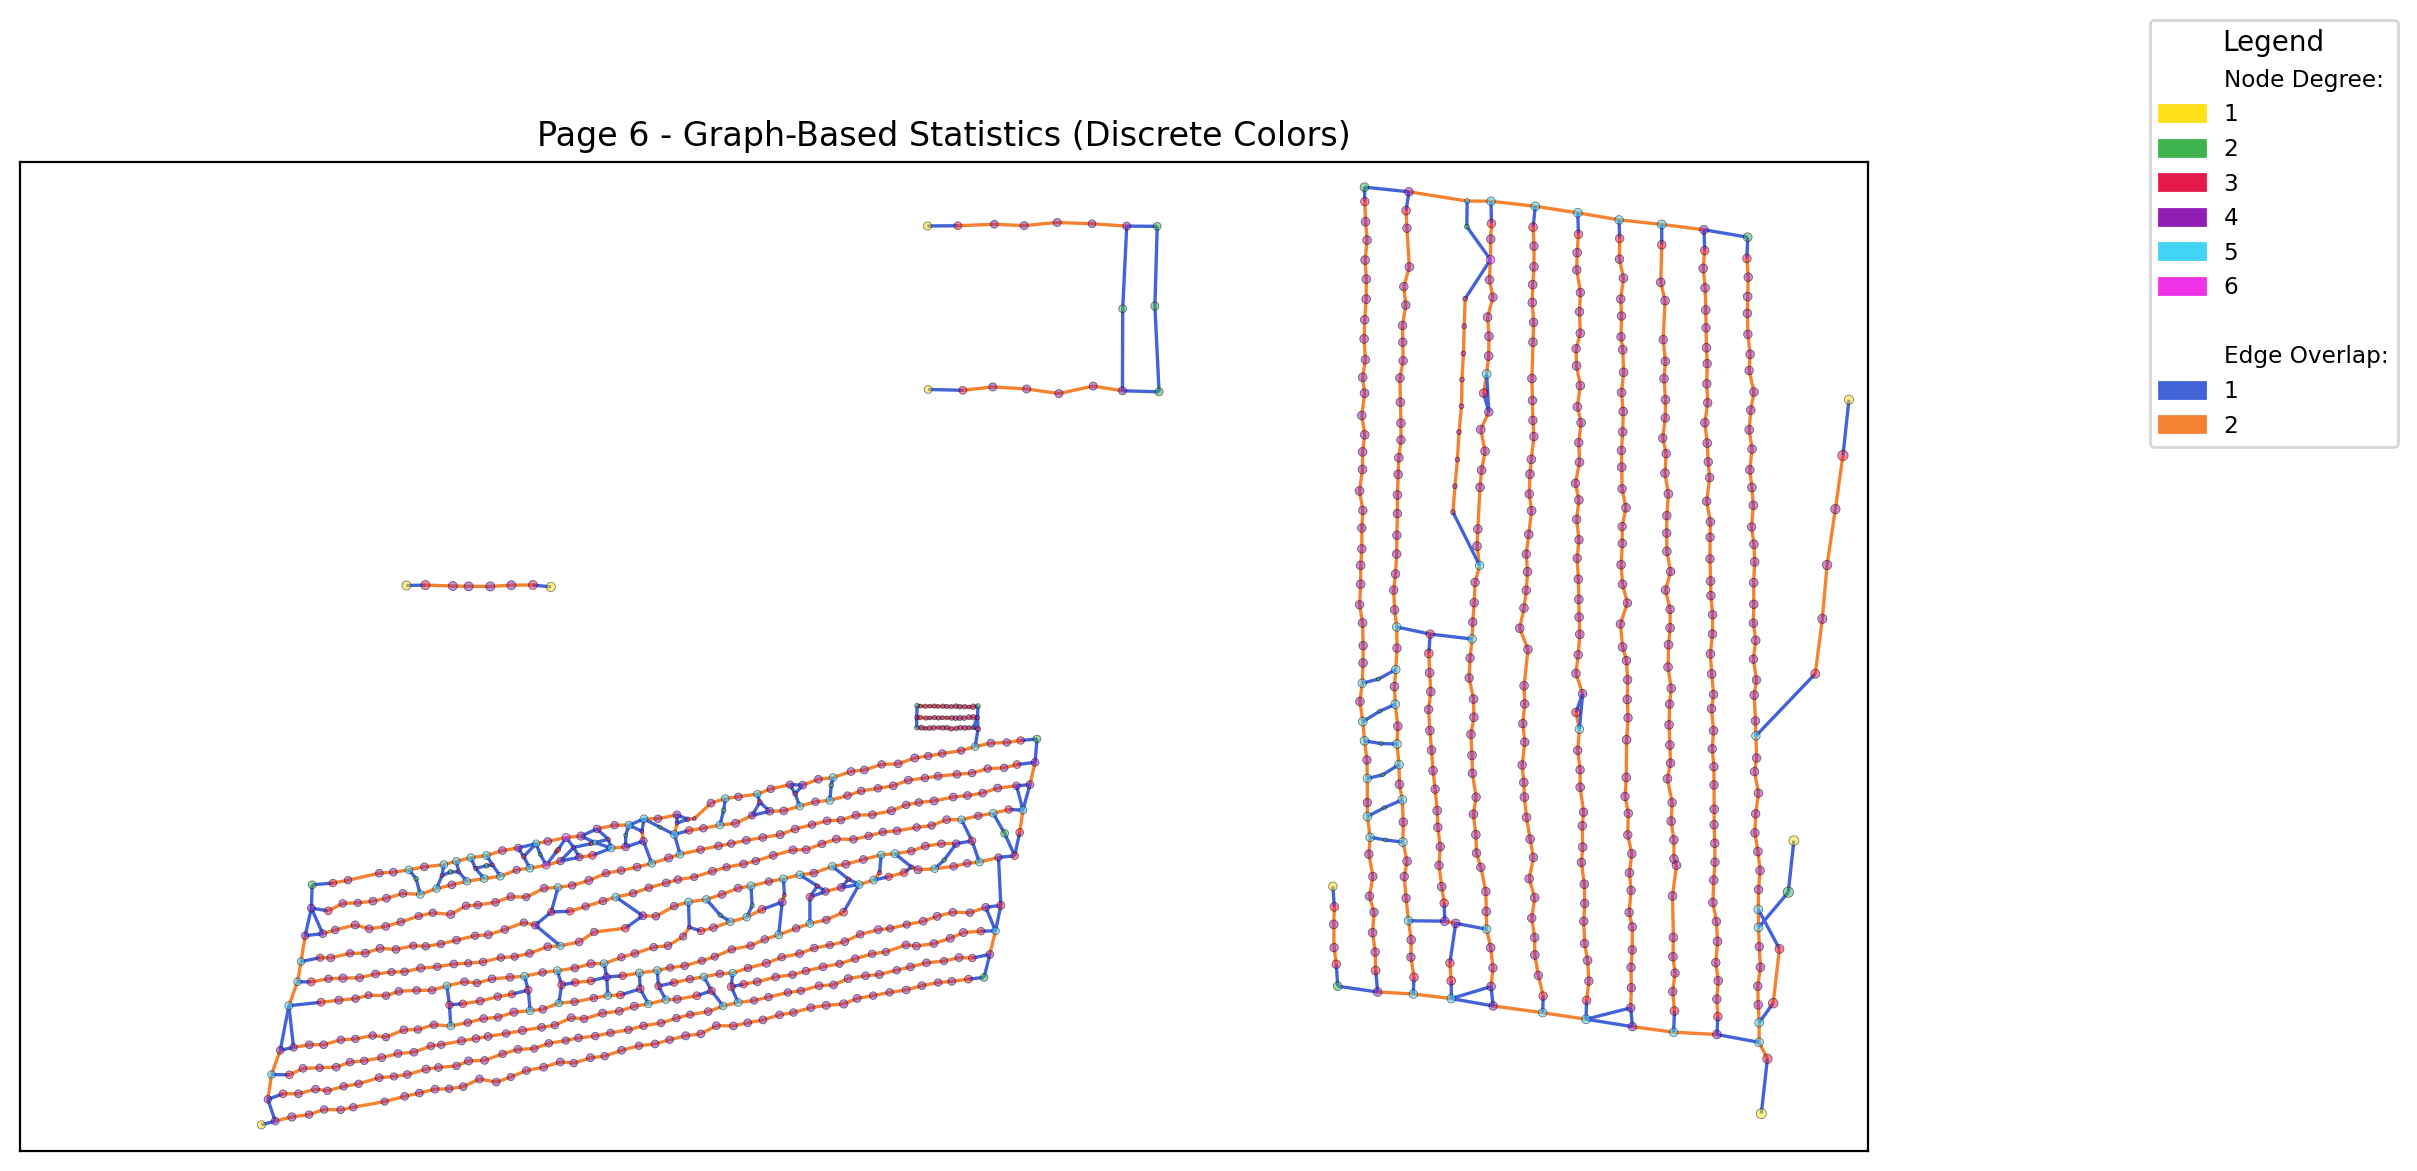 Page 6 - Graph-Based Statistics (Discrete Colors)
Legend
Node Degree:
1
2
3
4
5
6
Edge Overlap:
1
2